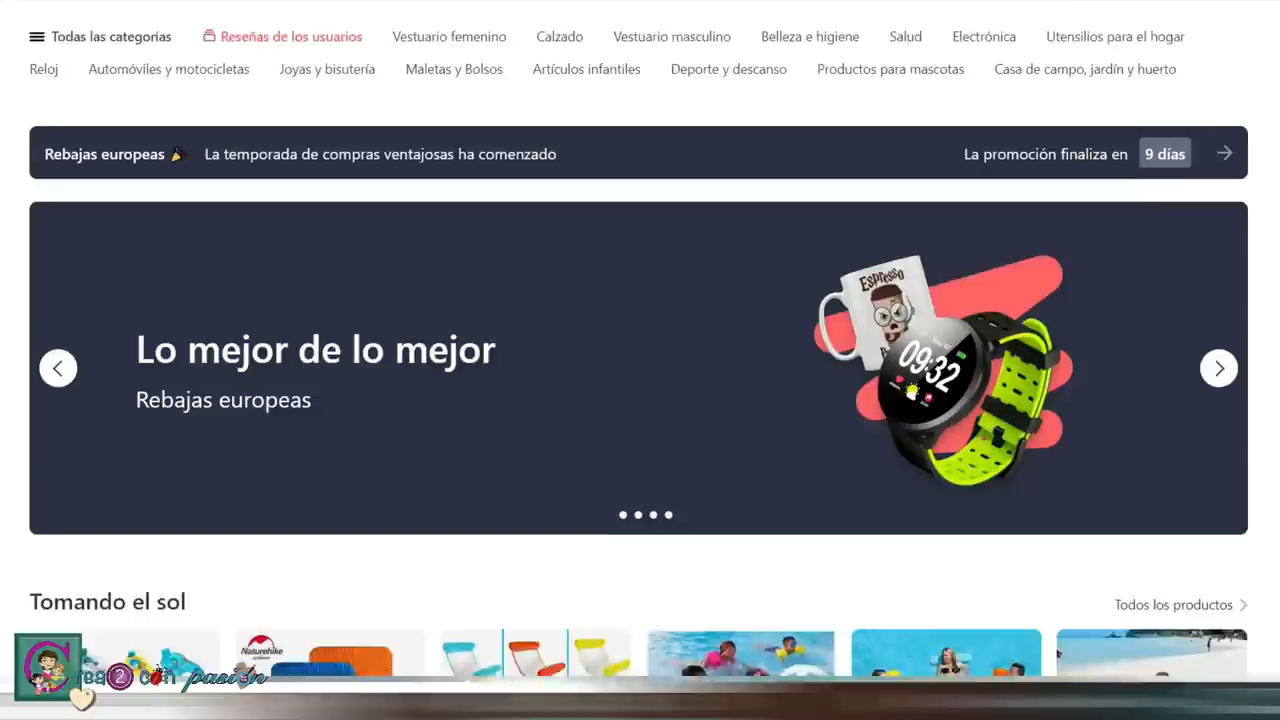 Todas las categorías Reseñas de los usuarios Vestuario femenino Calzado Vestuario masculino Belleza e higiene Salud Electrónica Utensilios para el hogar
Reloj Automóviles y motocicletas Joyas y bisutería Maletas y Bolsos Artículos infantiles Deporte y descanso Productos para mascotas Casa de campo, jardín y huerto
Rebajas europeas La temporada de compras ventajosas ha comenzado La promoción finaliza en 9 días
Espresso
09:32
Lo mejor de lo mejor
Rebajas europeas
Tomando el sol Todos los productos
Naturehike
con pasión